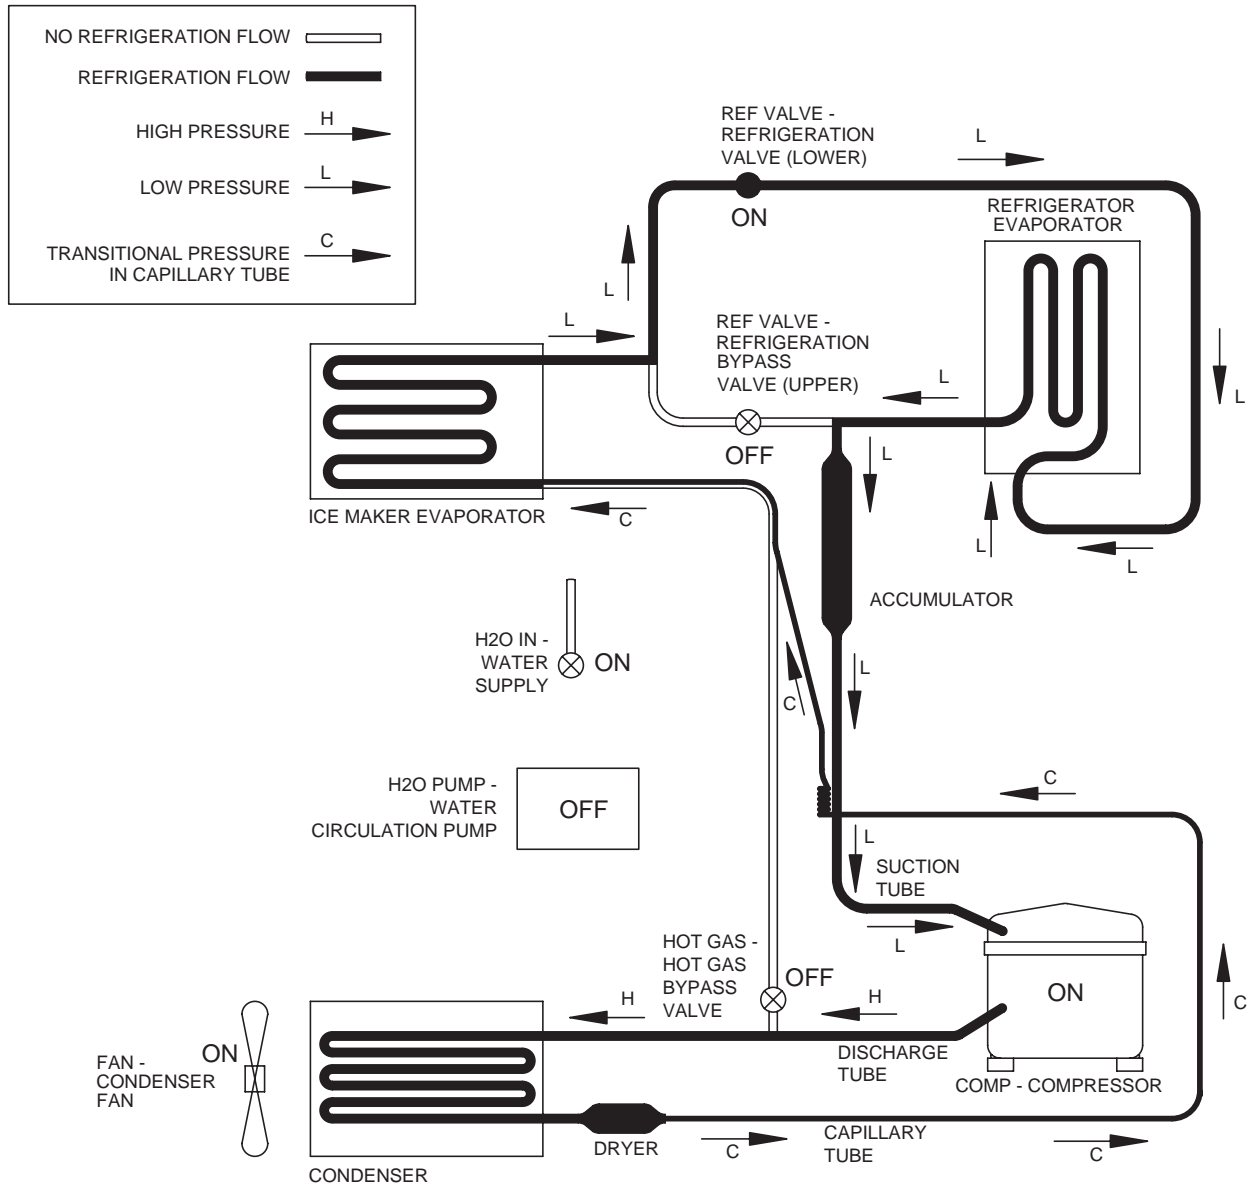 NO REFRIGERATION FLOW
REFRIGERATION FLOW
HIGH PRESSURE
H
LOW PRESSURE
L
TRANSITIONAL PRESSURE
IN CAPILLARY TUBE
C
REF VALVE -
REFRIGERATION
VALVE (LOWER)
ON
L
REFRIGERATOR
EVAPORATOR
L
L
REF VALVE -
REFRIGERATION
BYPASS
VALVE (UPPER)
OFF
L
L
L
L
L
ICE MAKER EVAPORATOR
C
ACCUMULATOR
H2O IN -
WATER
SUPPLY
ON
L
C
H2O PUMP -
WATER
CIRCULATION PUMP
OFF
C
L
SUCTION
TUBE
L
HOT GAS -
HOT GAS
BYPASS
VALVE
OFF
ON
H
H
C
FAN -
CONDENSER
FAN
ON
DISCHARGE
TUBE
COMP - COMPRESSOR
DRYER
C
CAPILLARY
TUBE
C
CONDENSER